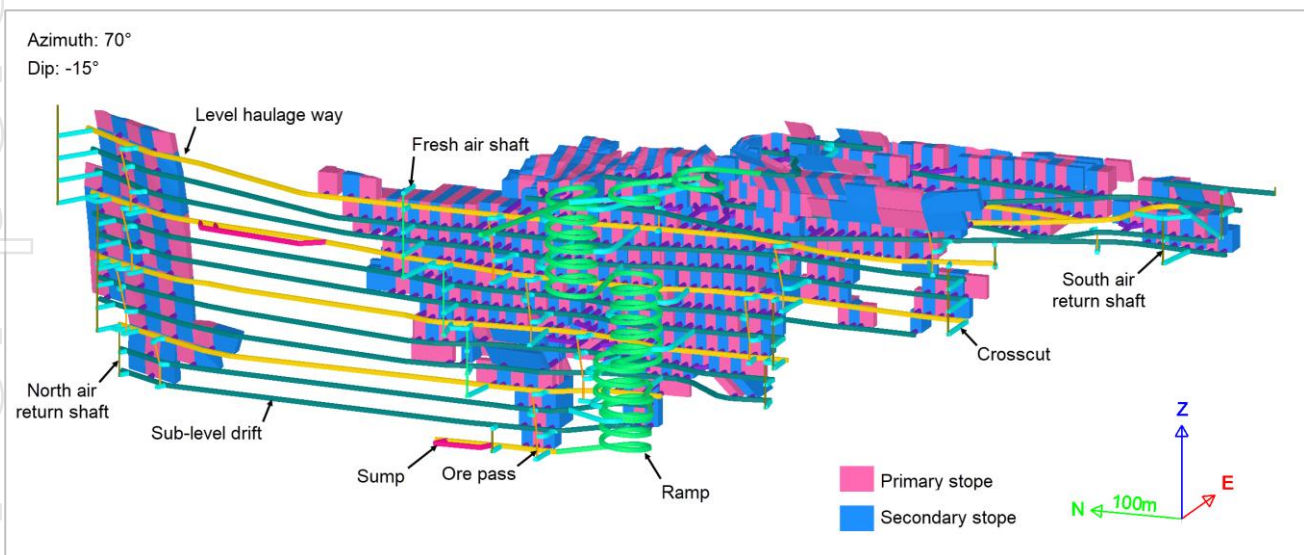 Azimuth: 70°
Dip: -15°
Level haulage way
Fresh air shaft
South air
return shaft
Crosscut
North air
return shaft
Sub-level drift
Sump
Ore pass
Ramp
Primary stope
Secondary stope
Z
E
N
100m